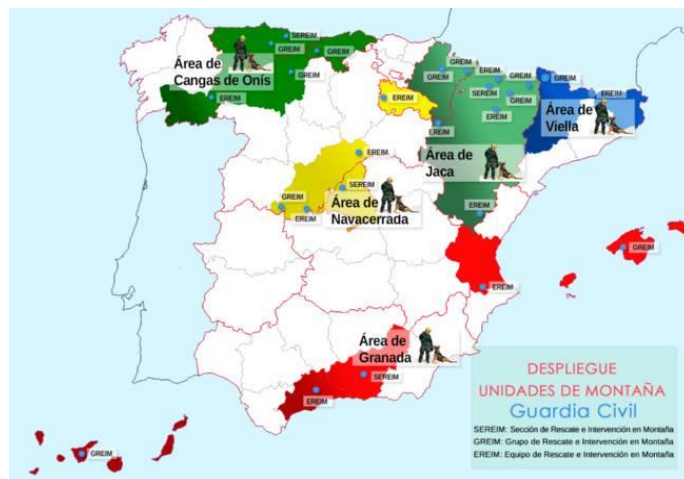 SEREIM
GREIM
GREIM
Área de
Cangas de Onís
GREIM
EREIM
GREIM
GREIM
EREIM
GREIM
SEREIM
GREIM
EREIM
EREIM
Área de
Jaca
EREIM
GREIM
EREIM
Área de
Viella
EREIM
EREIM
SEREIM
GREIM
EREIM
Área de
Navacerrada
GREIM
EREIM
Área de
Granada
SEREIM
EREIM
GREIM
DESPLIEGUE
UNIDADES DE MONTAÑA
Guardia Civil
SEREIM: Sección de Rescate e Intervención en Montaña
GREIM: Grupo de Rescate e Intervención en Montaña
EREIM: Equipo de Rescate e Intervención en Montaña